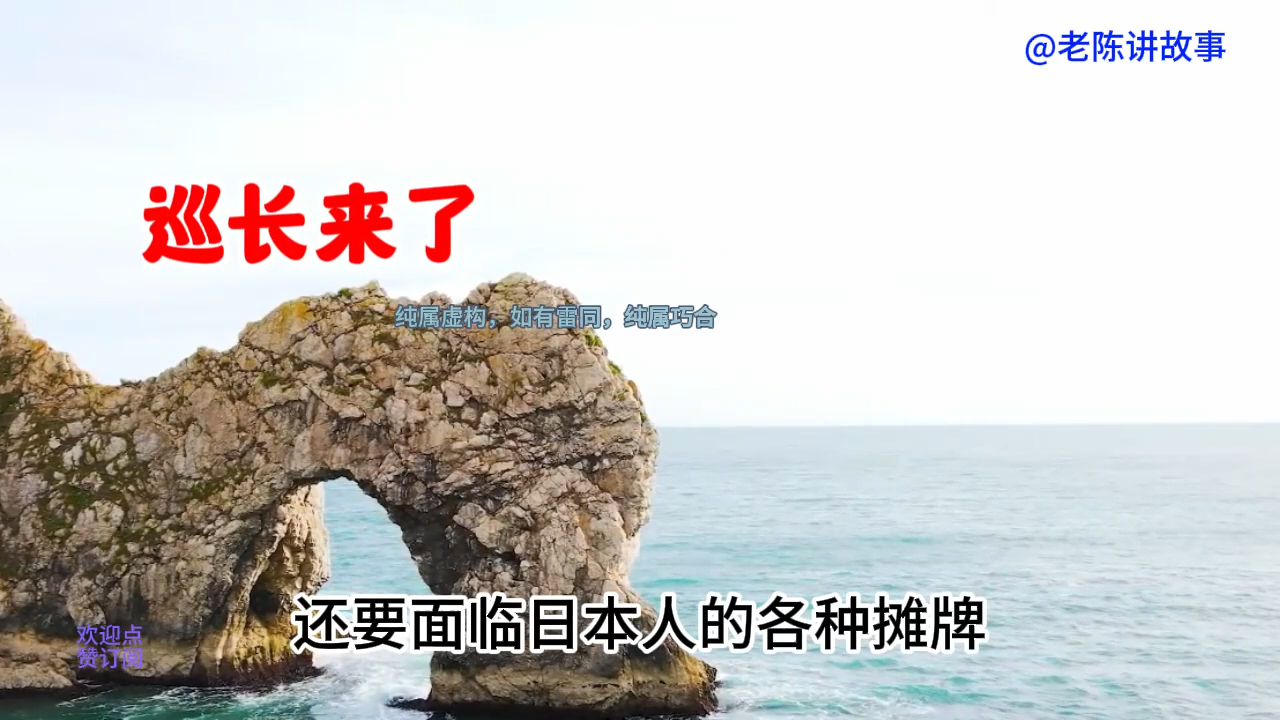 @老陈讲故事
巡长来了
纯属虚构，如有雷同，纯属巧合
还要面临日本人的各种摊牌
欢迎点
赞订阅